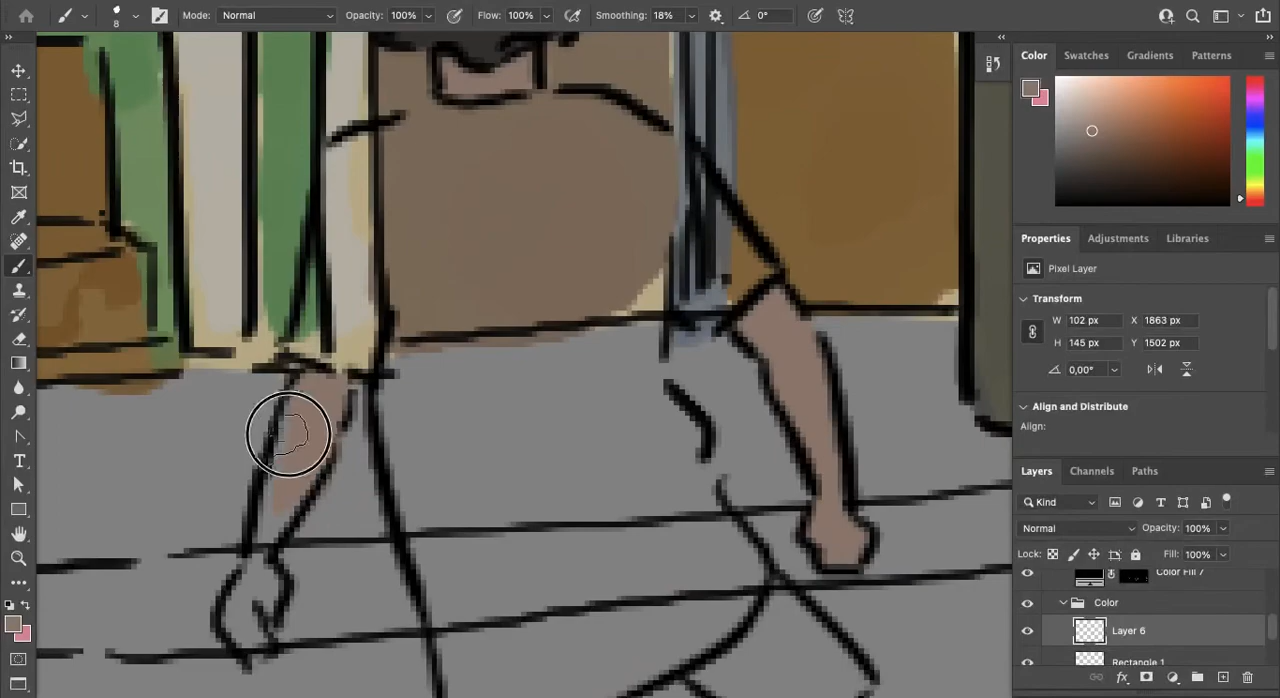 8 Mode: Normal Opacity: 100% Flow: 100% Smoothing: 18% 0°
Color Swatches Gradients Patterns
Properties Adjustments Libraries
Pixel Layer
Transform
W 102 px X 1863 px
H 145 px Y 1502 px
0,00°
Align and Distribute
Align:
Layers Channels Paths
Kind
Normal Opacity: 100%
Lock: Fill: 100%
Color Fill 7
Color
Layer 6
Rectangle 1
fx